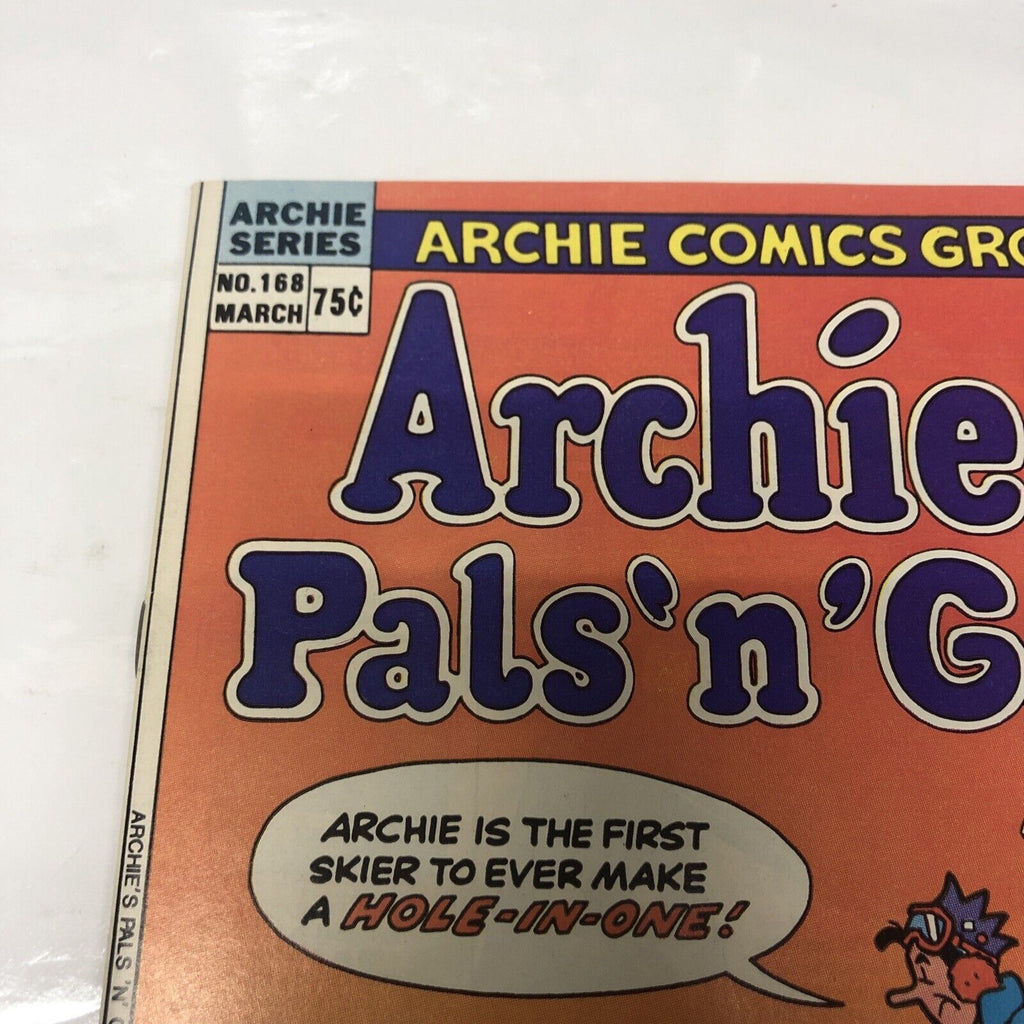 ARCHIE
SERIES
NO.168
MARCH
75¢
ARCHIE COMICS GRO
Archie
Pals 'n' G
ARCHIE IS THE FIRST
SKIER TO EVER MAKE
A HOLE-IN-ONE!
ARCHIE'S PALS 'N' G